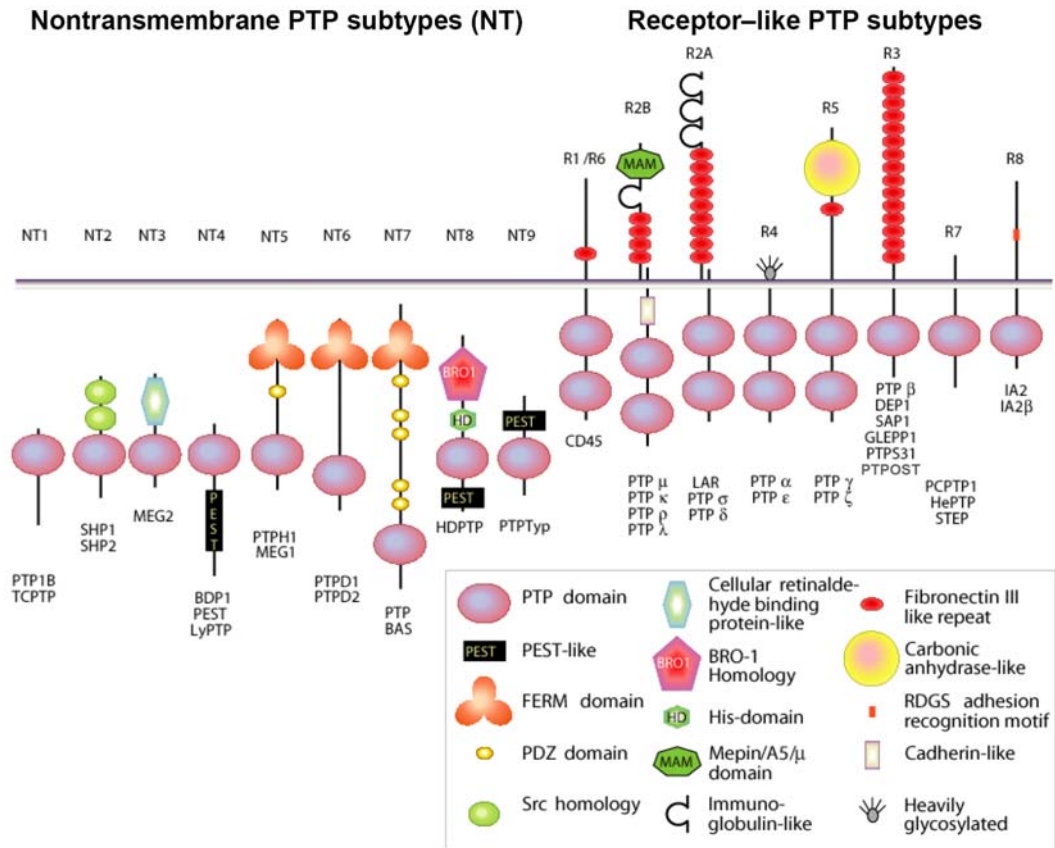 Nontransmembrane PTP subtypes (NT)
Receptor–like PTP subtypes
NT1
NT2
NT3
NT4
NT5
NT6
NT7
NT8
NT9
R1 /R6
R2B
R2A
R4
R5
R3
R7
R8
MAM
BRO1
HD
PEST
PEST
PEST
PTP1B
TCPTP
SHP1
SHP2
MEG2
BDP1
PEST
LyPTP
PTPH1
MEG1
PTPD1
PTPD2
PTP
BAS
HDPTP
PTPTyp
CD45
PTP μ
PTP κ
PTP ρ
PTP λ
LAR
PTP σ
PTP δ
PTP α
PTP ε
PTP γ
PTP ζ
PTP β
DEP1
SAP1
GLEPP1
PTPS31
PTPOST
PCPTP1
HePTP
STEP
IA2
IA2β
PTP domain
PEST
PEST-like
FERM domain
PDZ domain
Src homology
Cellular retinalde-
hyde binding
protein-like
BRO1
BRO-1
Homology
HD
His-domain
MAM
Mepin/A5/μ
domain
Immuno-
globulin-like
Fibronectin III
like repeat
Carbonic
anhydrase-like
RDGS adhesion
recognition motif
Cadherin-like
Heavily
glycosylated